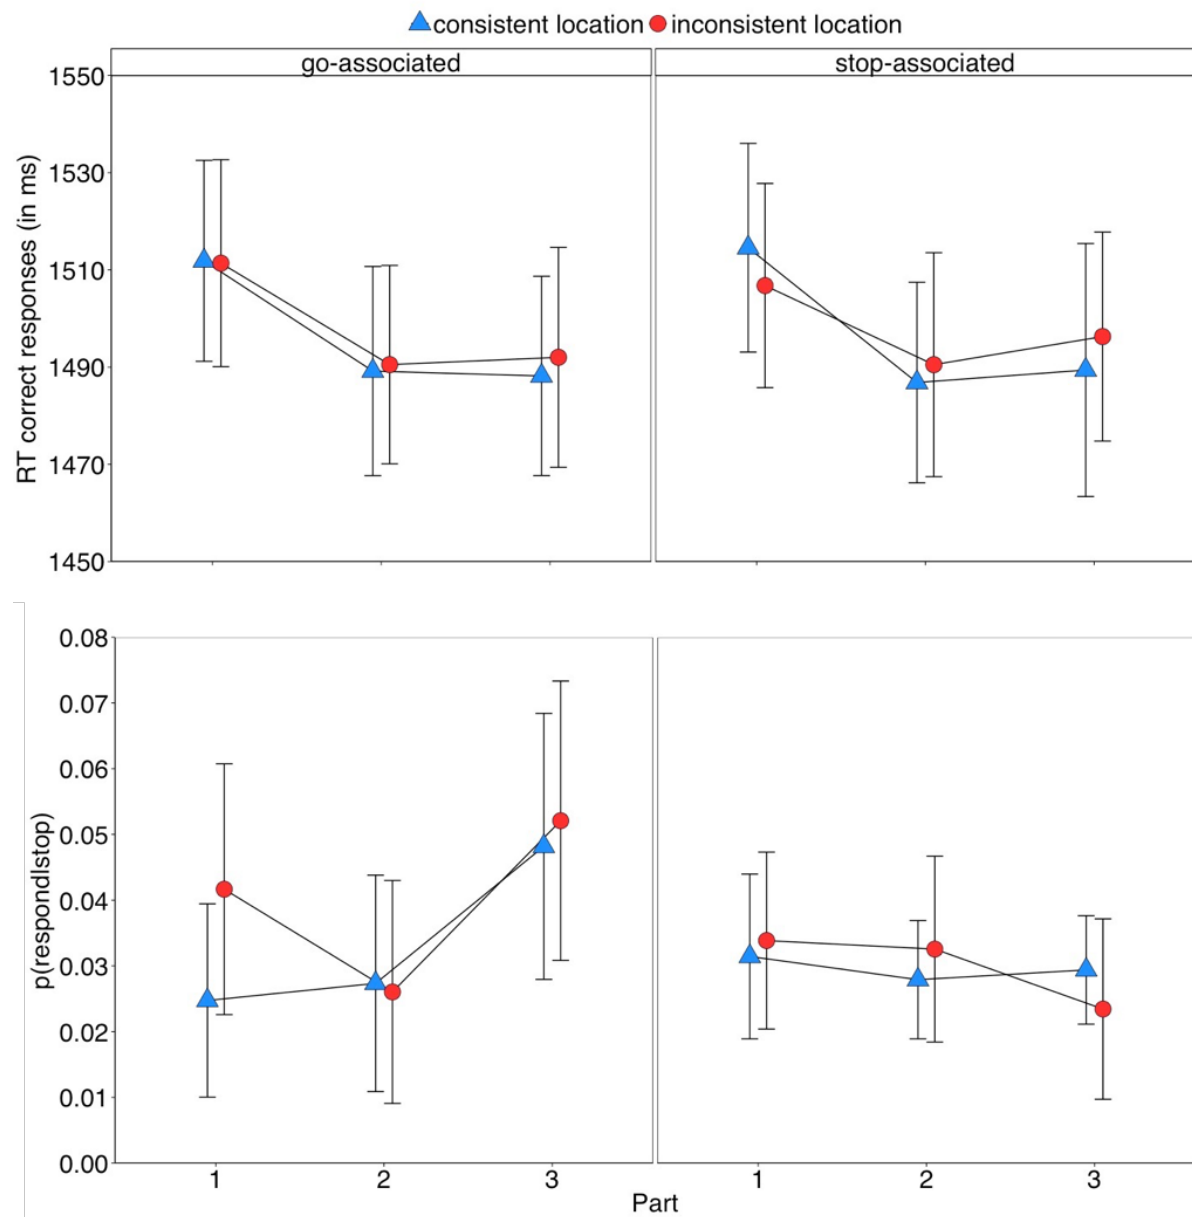 consistent location inconsistent location
go-associated stop-associated
RT correct responses (in ms)
1550
1530
1510
1490
1470
1450
p(respond|stop)
0.08
0.07
0.06
0.05
0.04
0.03
0.02
0.01
0.00
1 2 3 1 2 3
Part